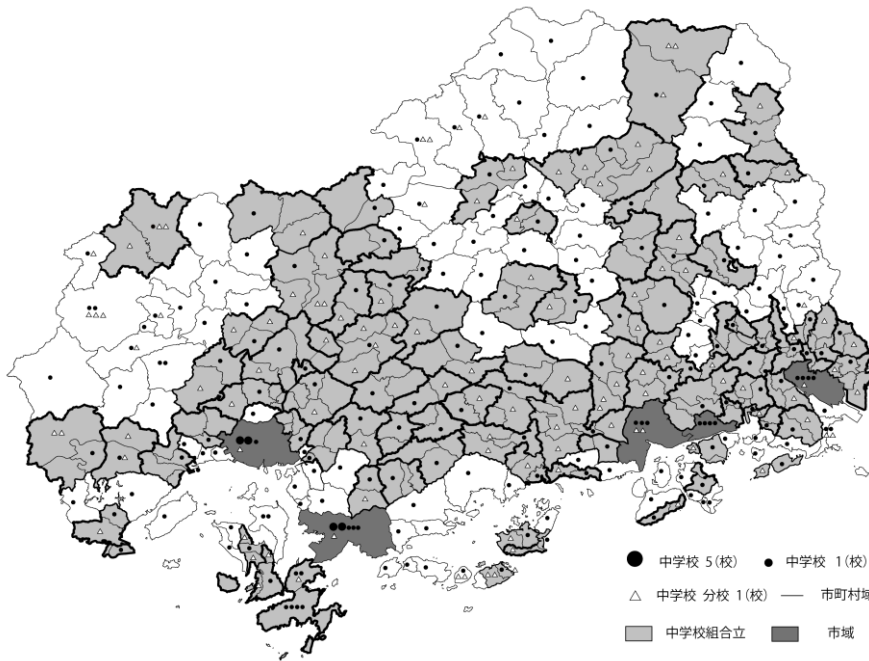 中学校 5(校) 中学校 1(校)
中学校 分校 1(校) 市町村域
中学校組合立 市域